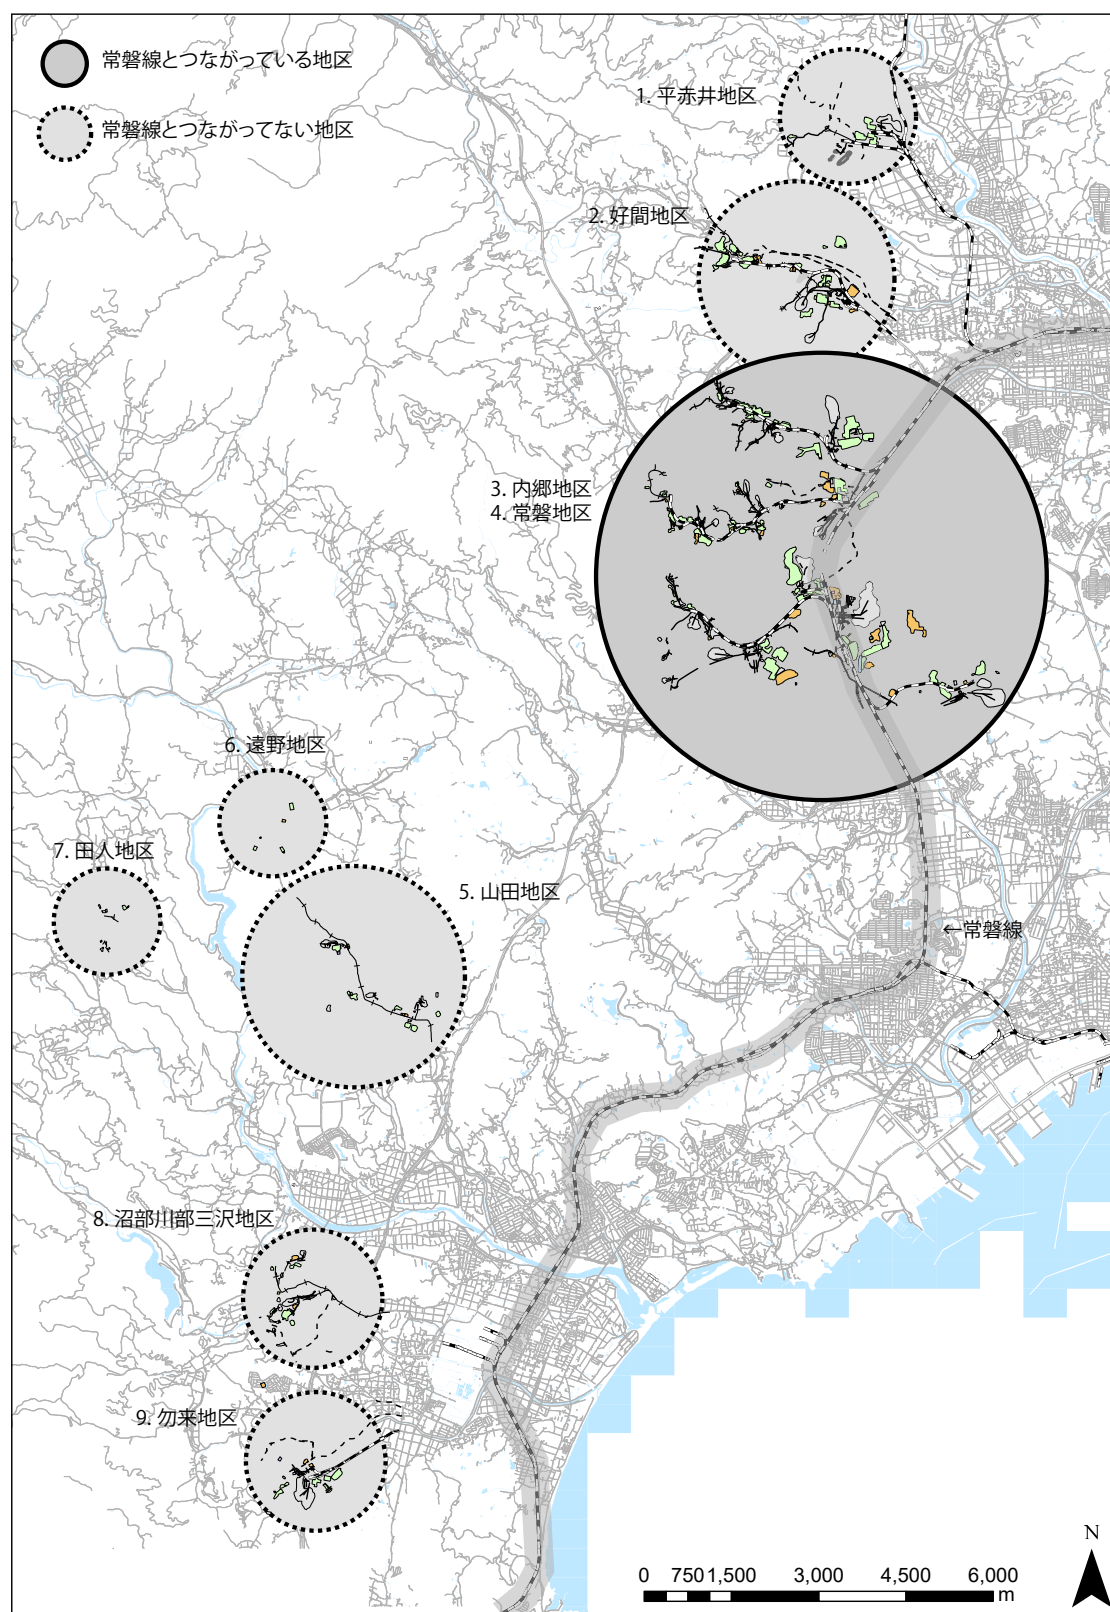 常磐線とつながっている地区
常磐線とつながってない地区
1. 平赤井地区
2. 好間地区
3. 内郷地区
4. 常磐地区
6. 遠野地区
7. 田人地区
5. 山田地区
←常磐線
8. 沼部川部三沢地区
9. 勿来地区
N
0 750 1,500 3,000 4,500 6,000
m